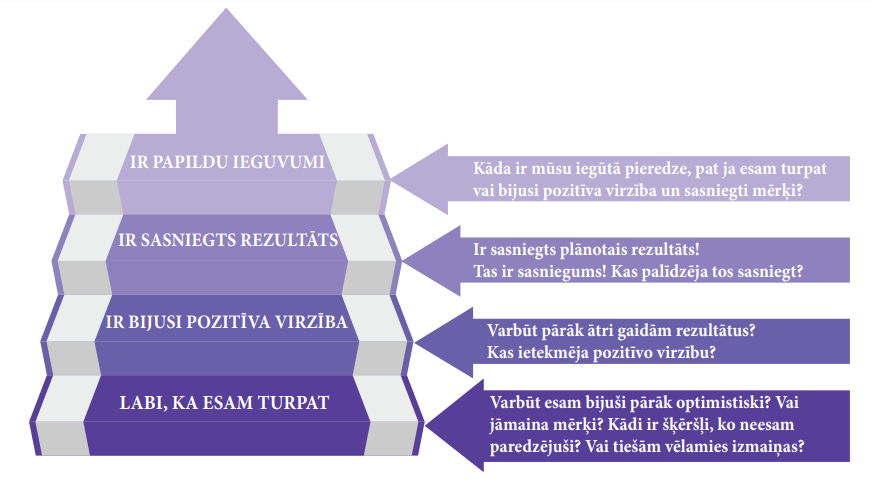 IR PAPILDU IEGUVUMI
Kāda ir mūsu iegūtā pieredze, pat ja esam turpat
vai bijusi pozitīva virzība un sasniegti mērķi?
IR SASNIEGTS REZULTĀTS
Ir sasniegts plānotais rezultāts!
Tas ir sasniegums! Kas palīdzēja tos sasniegt?
IR BIJUSI POZITĪVA VIRZĪBA
Varbūt pārāk ātri gaidām rezultātus?
Kas ietekmēja pozitīvo virzību?
LABI, KA ESAM TURPAT
Varbūt esam bijuši pārāk optimistiski? Vai
jāmaina mērķi? Kādi ir šķēršļi, ko neesam
paredzējuši? Vai tiešām vēlamies izmaiņas?